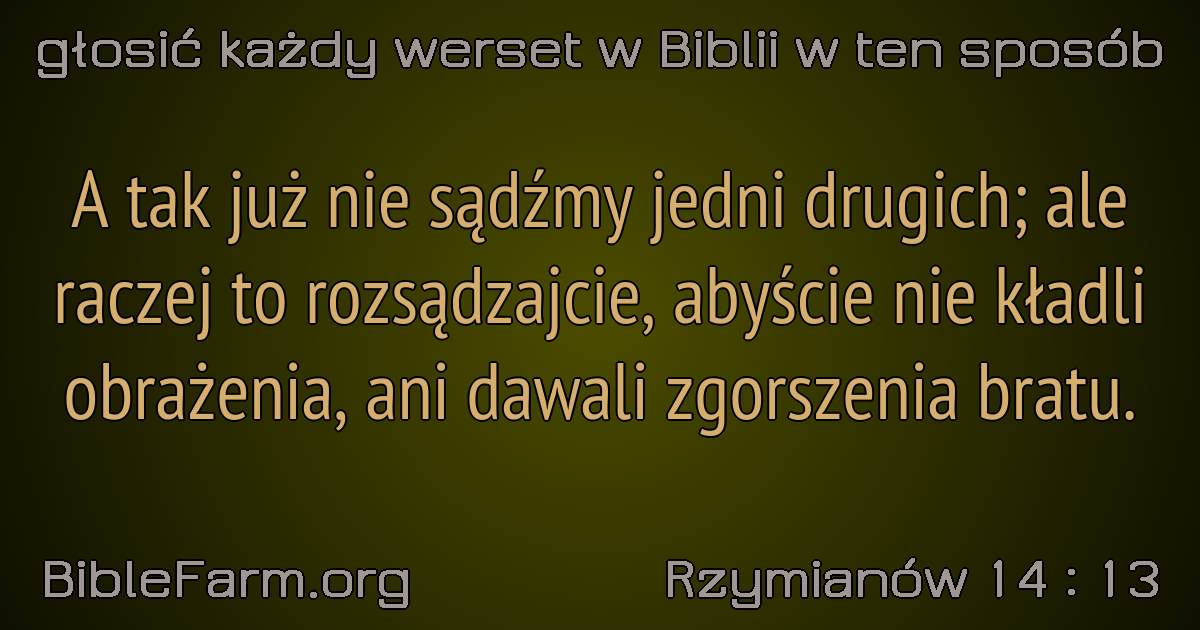 głosić każdy werset w Biblii w ten sposób
A tak już nie sądźmy jedni drugich; ale
raczej to rozsądzajcie, abyście nie kładli
obrażenia, ani dawali zgorszenia bratu.
BibleFarm.org
Rzymianów 14 : 13